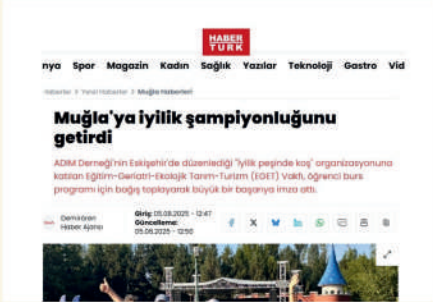 HABER
TURK
nya Spor Magazin Kadın Sağlık Yazılar Teknoloji Gastro Vid
Haberler > Yerel Haberler > Muğla Haberleri
Muğla'ya iyilik şampiyonluğunu
getirdi
ADIM Derneği'nin Eskişehir'de düzenlediği "İyilik peşinde koş" organizasyonuna
katılan Eğitim-Geriatri-Ekolojik Tarım-Turizm (EGET) Vakfı, öğrenci burs
programı için bağış toplayarak büyük bir başarıya imza attı.
Demirören
Haber Ajansı
Giriş: 05.08.2025 - 12:47
Güncelleme:
05.08.2025 - 12:50